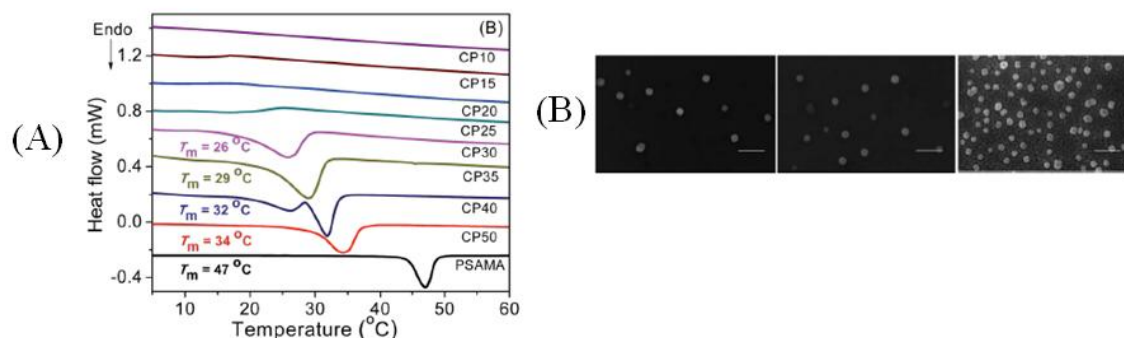 (A)
Endo
(B)
CP10
CP15
CP20
CP25
CP30
CP35
CP40
CP50
PSAMA
Tm = 26 °C
Tm = 29 °C
Tm = 32 °C
Tm = 34 °C
Tm = 47 °C
1.2
0.8
0.4
0.0
-0.4
Heat flow (mW)
10 20 30 40 50 60
Temperature (°C)
(B)